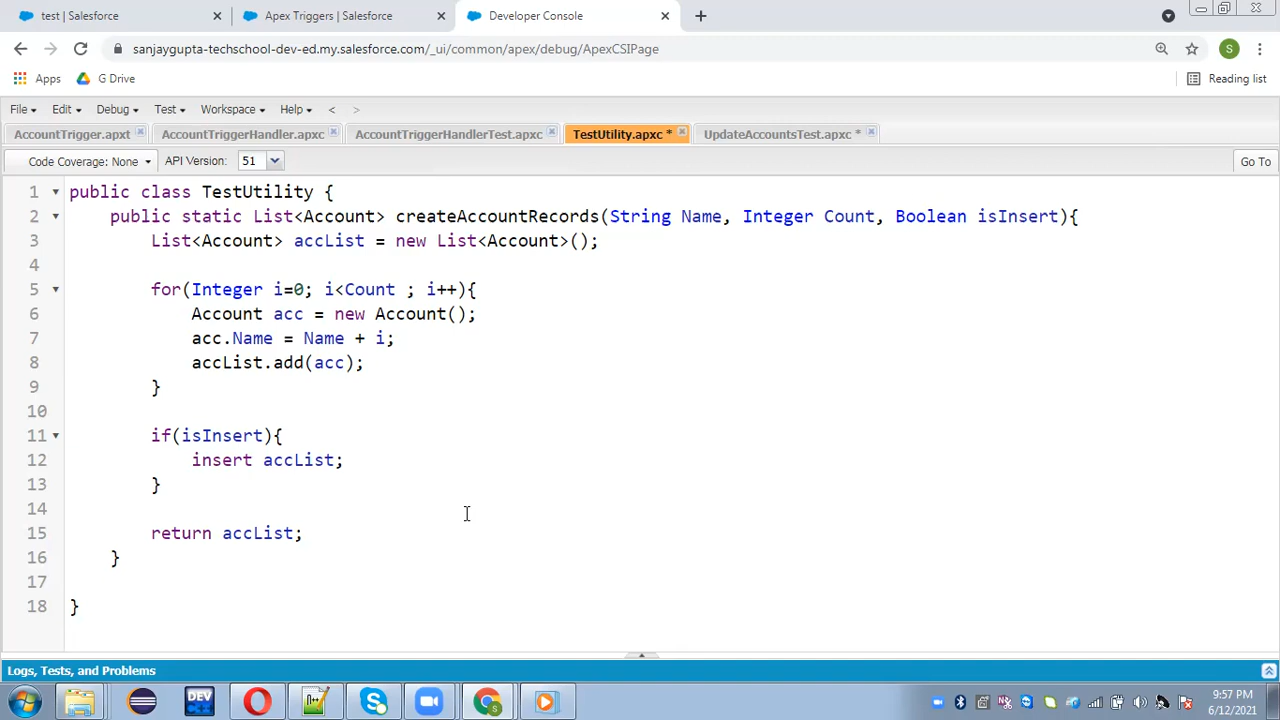 test | Salesforce
Apex Triggers | Salesforce
Developer Console
sanjaygupta-techschool-dev-ed.my.salesforce.com/_ui/common/apex/debug/ApexCSIPage
S
Apps
G Drive
Reading list
File
Edit
Debug
Test
Workspace
Help
<
>
AccountTrigger.apxt
AccountTriggerHandler.apxc
AccountTriggerHandlerTest.apxc
TestUtility.apxc *
UpdateAccountsTest.apxc *
Code Coverage: None
API Version:
51
Go To
1 public class TestUtility {
2 public static List<Account> createAccountRecords(String Name, Integer Count, Boolean isInsert){
3 List<Account> accList = new List<Account>();
4
5 for(Integer i=0; i<Count ; i++){
6 Account acc = new Account();
7 acc.Name = Name + i;
8 accList.add(acc);
9 }
10
11 if(isInsert){
12 insert accList;
13 }
14
15 return accList;
16 }
17
18 }
Logs, Tests, and Problems
DEV
9:57 PM
6/12/2021